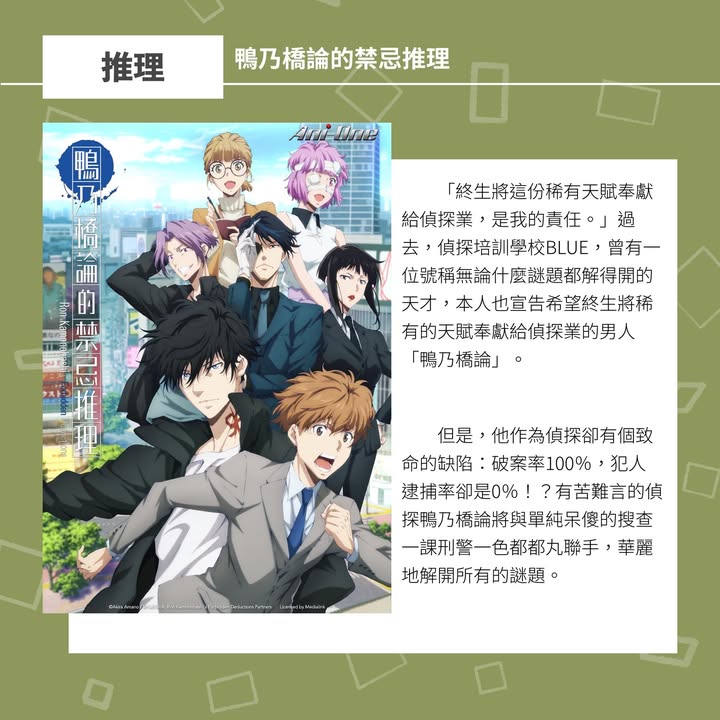 推理
鴨乃橋論的禁忌推理
Ani-One
鴨乃橋論的禁忌推理
Ron Kamonohashi's Forbidden Deductions
「終生將這份稀有天賦奉獻
給偵探業，是我的責任。」過
去，偵探培訓學校BLUE，曾有一
位號稱無論什麼謎題都解得開的
天才，本人也宣告希望終生將稀
有的天賦奉獻給偵探業的男人
「鴨乃橋論」。
但是，他作為偵探卻有個致
命的缺陷：破案率100％，犯人
逮捕率卻是0％！？有苦難言的偵
探鴨乃橋論將與單純呆傻的搜查
一課刑警一色都都丸聯手，華麗
地解開所有的謎題。
Forbidden Deductions Partners Licensed by Medialink